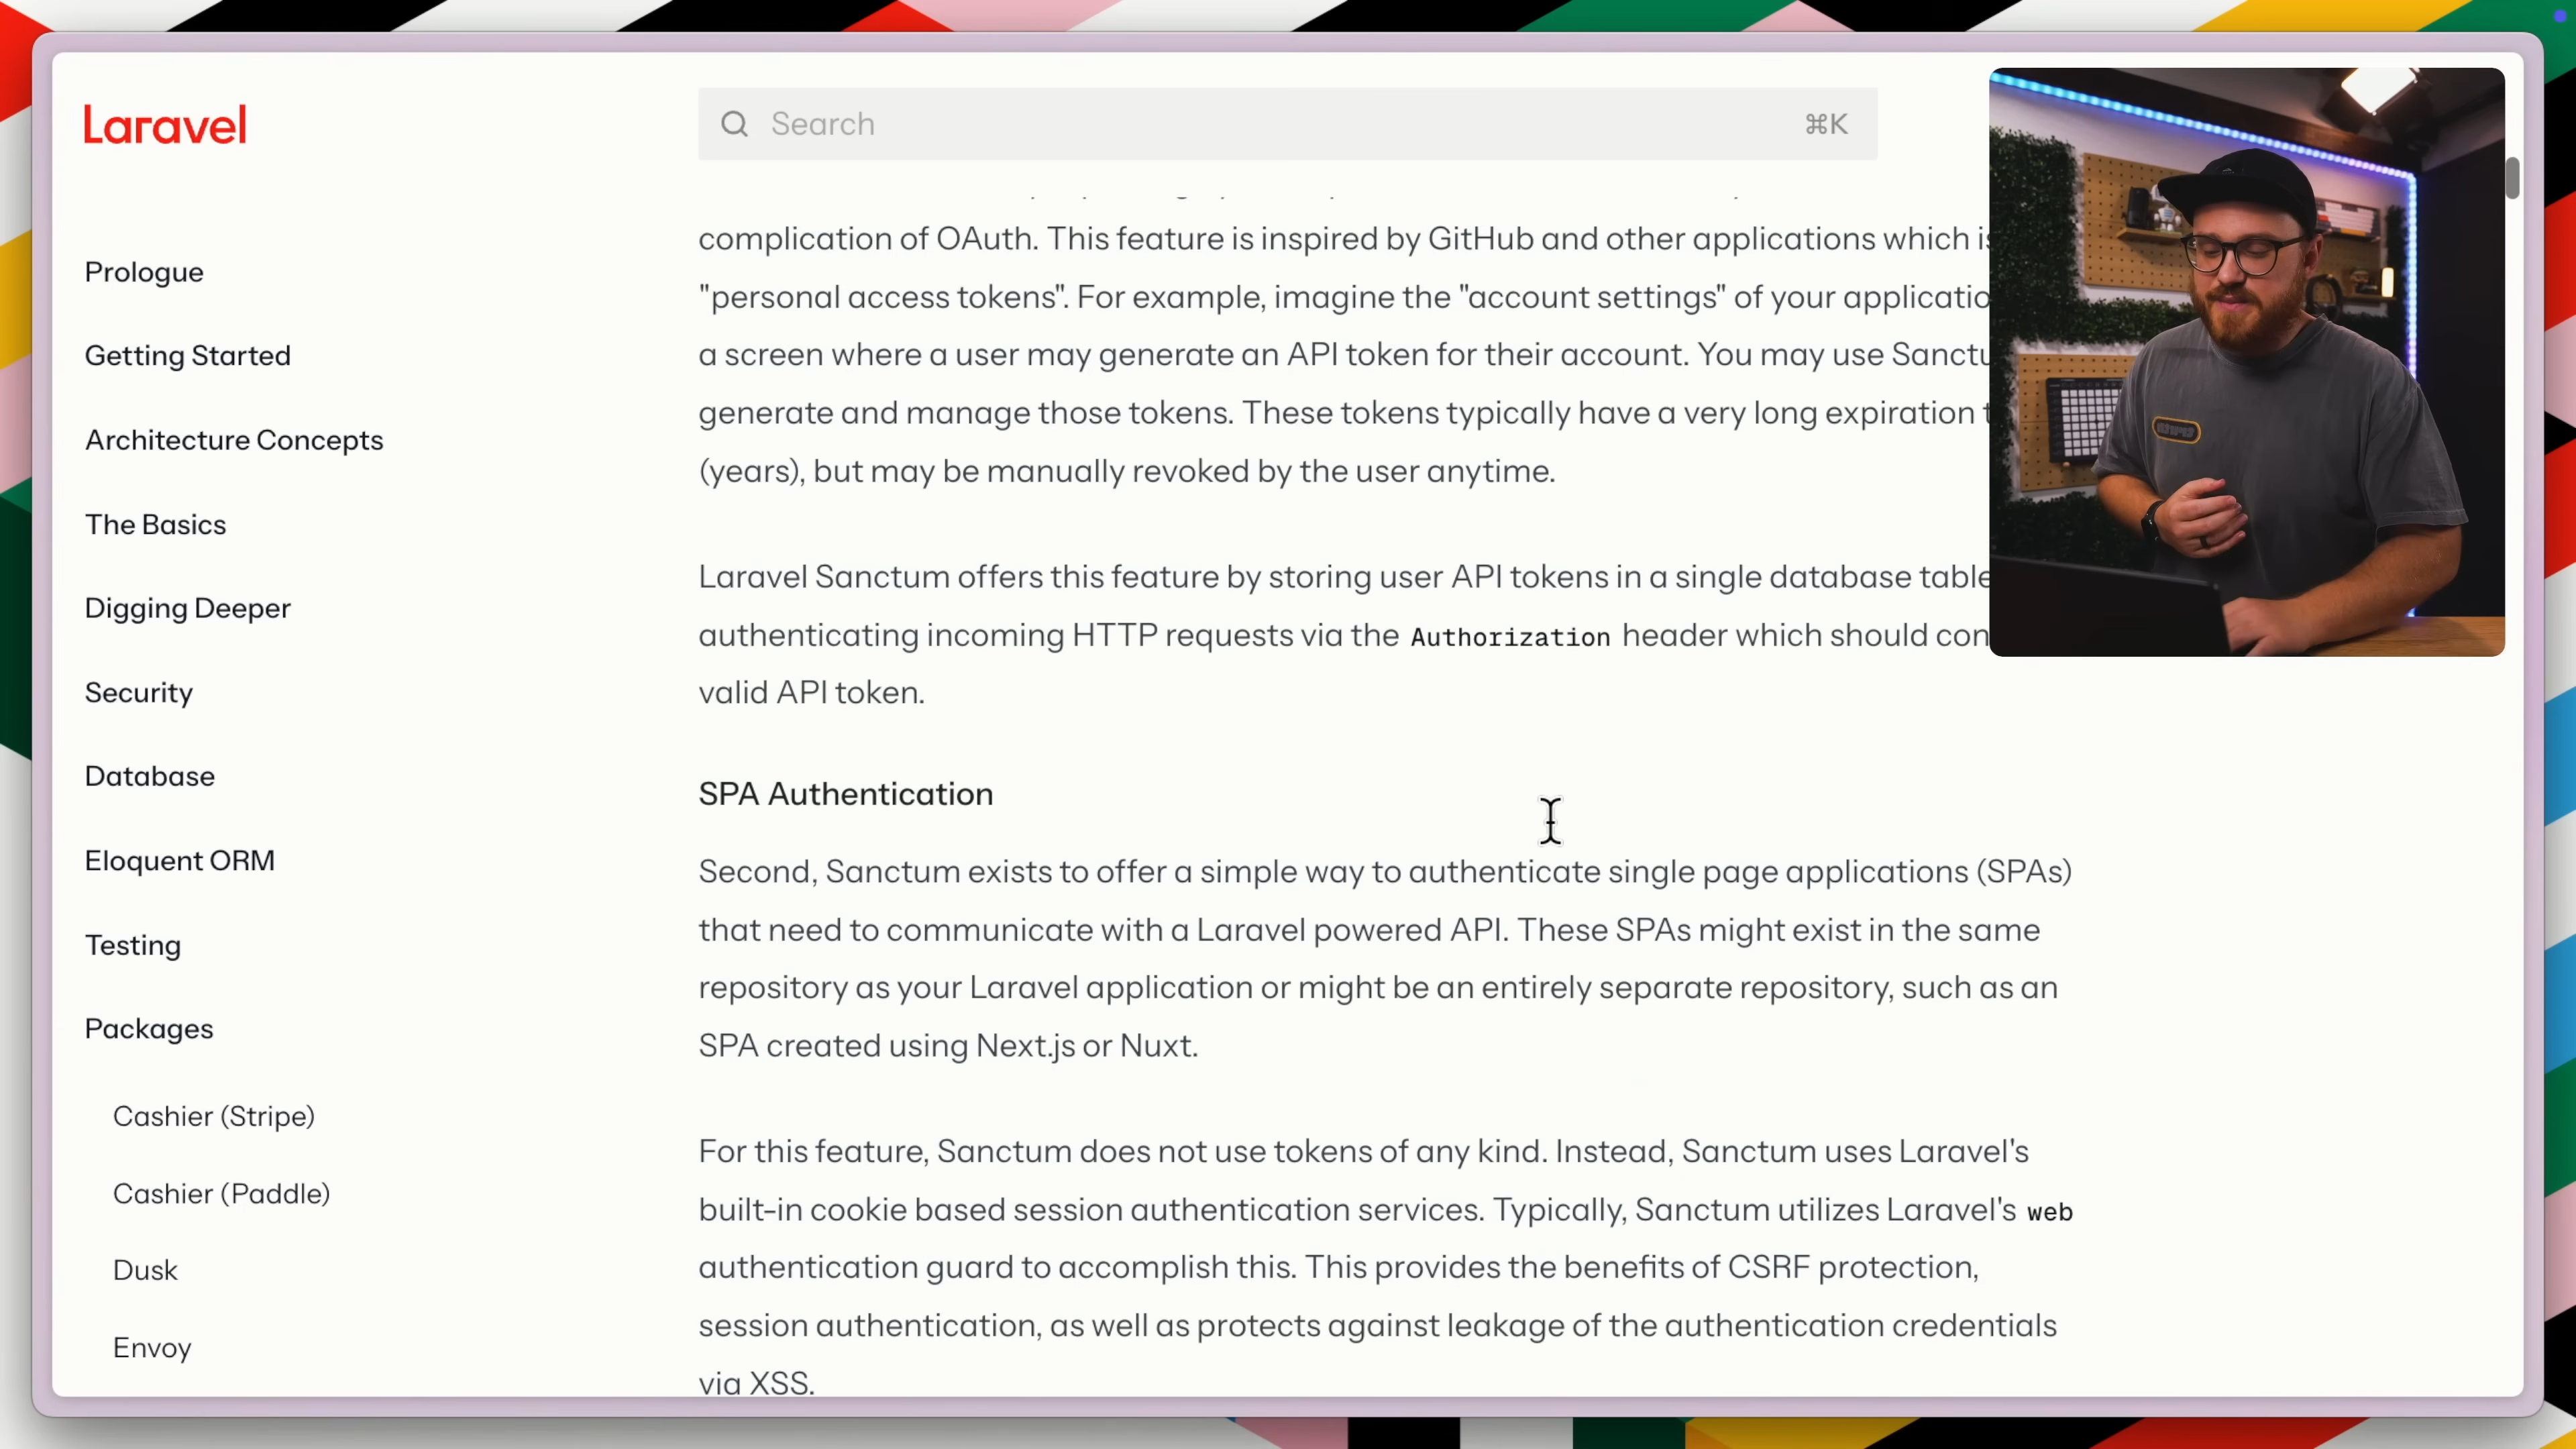 Laravel
Search
⌘K
Prologue
Getting Started
Architecture Concepts
The Basics
Digging Deeper
Security
Database
Eloquent ORM
Testing
Packages
Cashier (Stripe)
Cashier (Paddle)
Dusk
Envoy
complication of OAuth. This feature is inspired by GitHub and other applications which
"personal access tokens". For example, imagine the "account settings" of your
a screen where a user may generate an API token for their account. You may use
generate and manage those tokens. These tokens typically have a very long expiration
(years), but may be manually revoked by the user anytime.
Laravel Sanctum offers this feature by storing user API tokens in a single database table
authenticating incoming HTTP requests via the Authorization header which should
valid API token.
SPA Authentication
Second, Sanctum exists to offer a simple way to authenticate single page applications (SPAs)
that need to communicate with a Laravel powered API. These SPAs might exist in the same
repository as your Laravel application or might be an entirely separate repository, such as an
SPA created using Next.js or Nuxt.
For this feature, Sanctum does not use tokens of any kind. Instead, Sanctum uses Laravel's
built-in cookie based session authentication services. Typically, Sanctum utilizes Laravel's web
authentication guard to accomplish this. This provides the benefits of CSRF protection,
session authentication, as well as protects against leakage of the authentication credentials
via XSS.